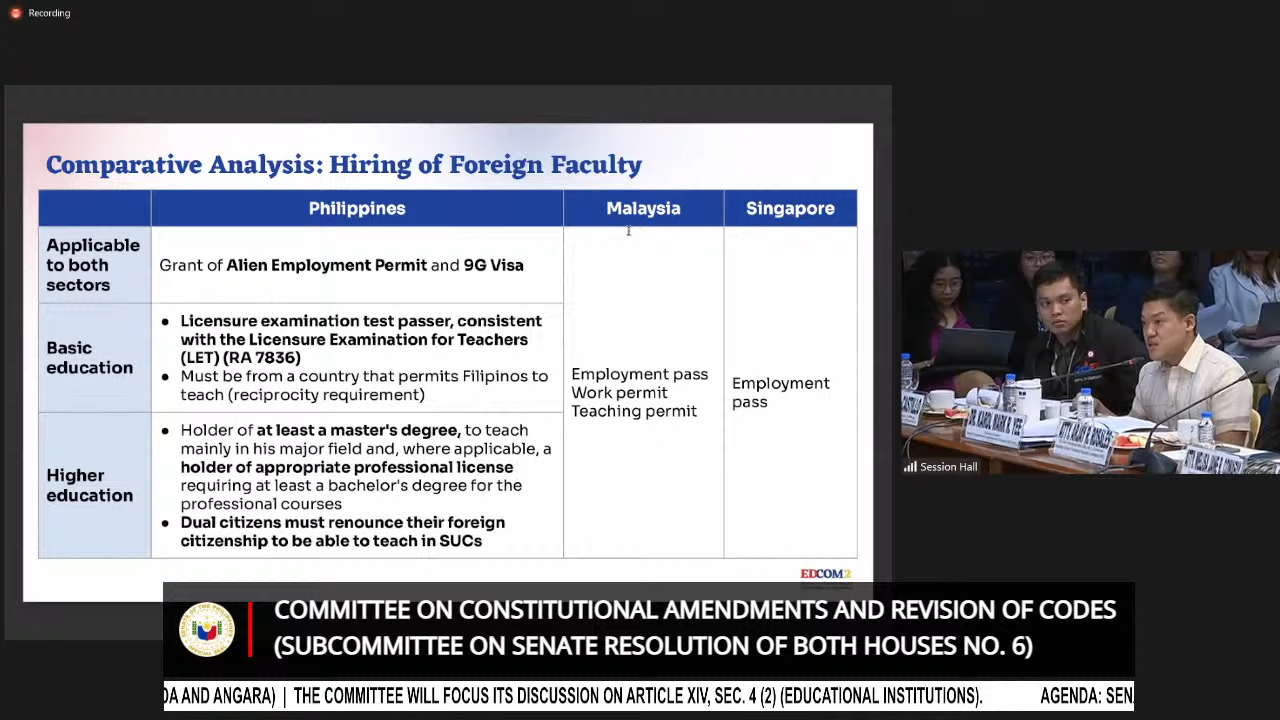 Recording
Comparative Analysis: Hiring of Foreign Faculty
Philippines
Malaysia
Singapore
Applicable
to both
sectors
Grant of Alien Employment Permit and 9G Visa
Basic
education
● Licensure examination test passer, consistent
with the Licensure Examination for Teachers
(LET) (RA 7836)
● Must be from a country that permits Filipinos to
teach (reciprocity requirement)
Higher
education
● Holder of at least a master's degree, to teach
mainly in his major field and, where applicable, a
holder of appropriate professional license
requiring at least a bachelor's degree for the
professional courses
● Dual citizens must renounce their foreign
citizenship to be able to teach in SUCs
Employment pass
Work permit
Teaching permit
Employment
pass
EDCOM2
DR. KAROL MARK R. YEE
Session Hall
COMMITTEE ON CONSTITUTIONAL AMENDMENTS AND REVISION OF CODES
(SUBCOMMITTEE ON SENATE RESOLUTION OF BOTH HOUSES NO. 6)
DA AND ANGARA) | THE COMMITTEE WILL FOCUS ITS DISCUSSION ON ARTICLE XIV, SEC. 4 (2) (EDUCATIONAL INSTITUTIONS). AGENDA: SEN